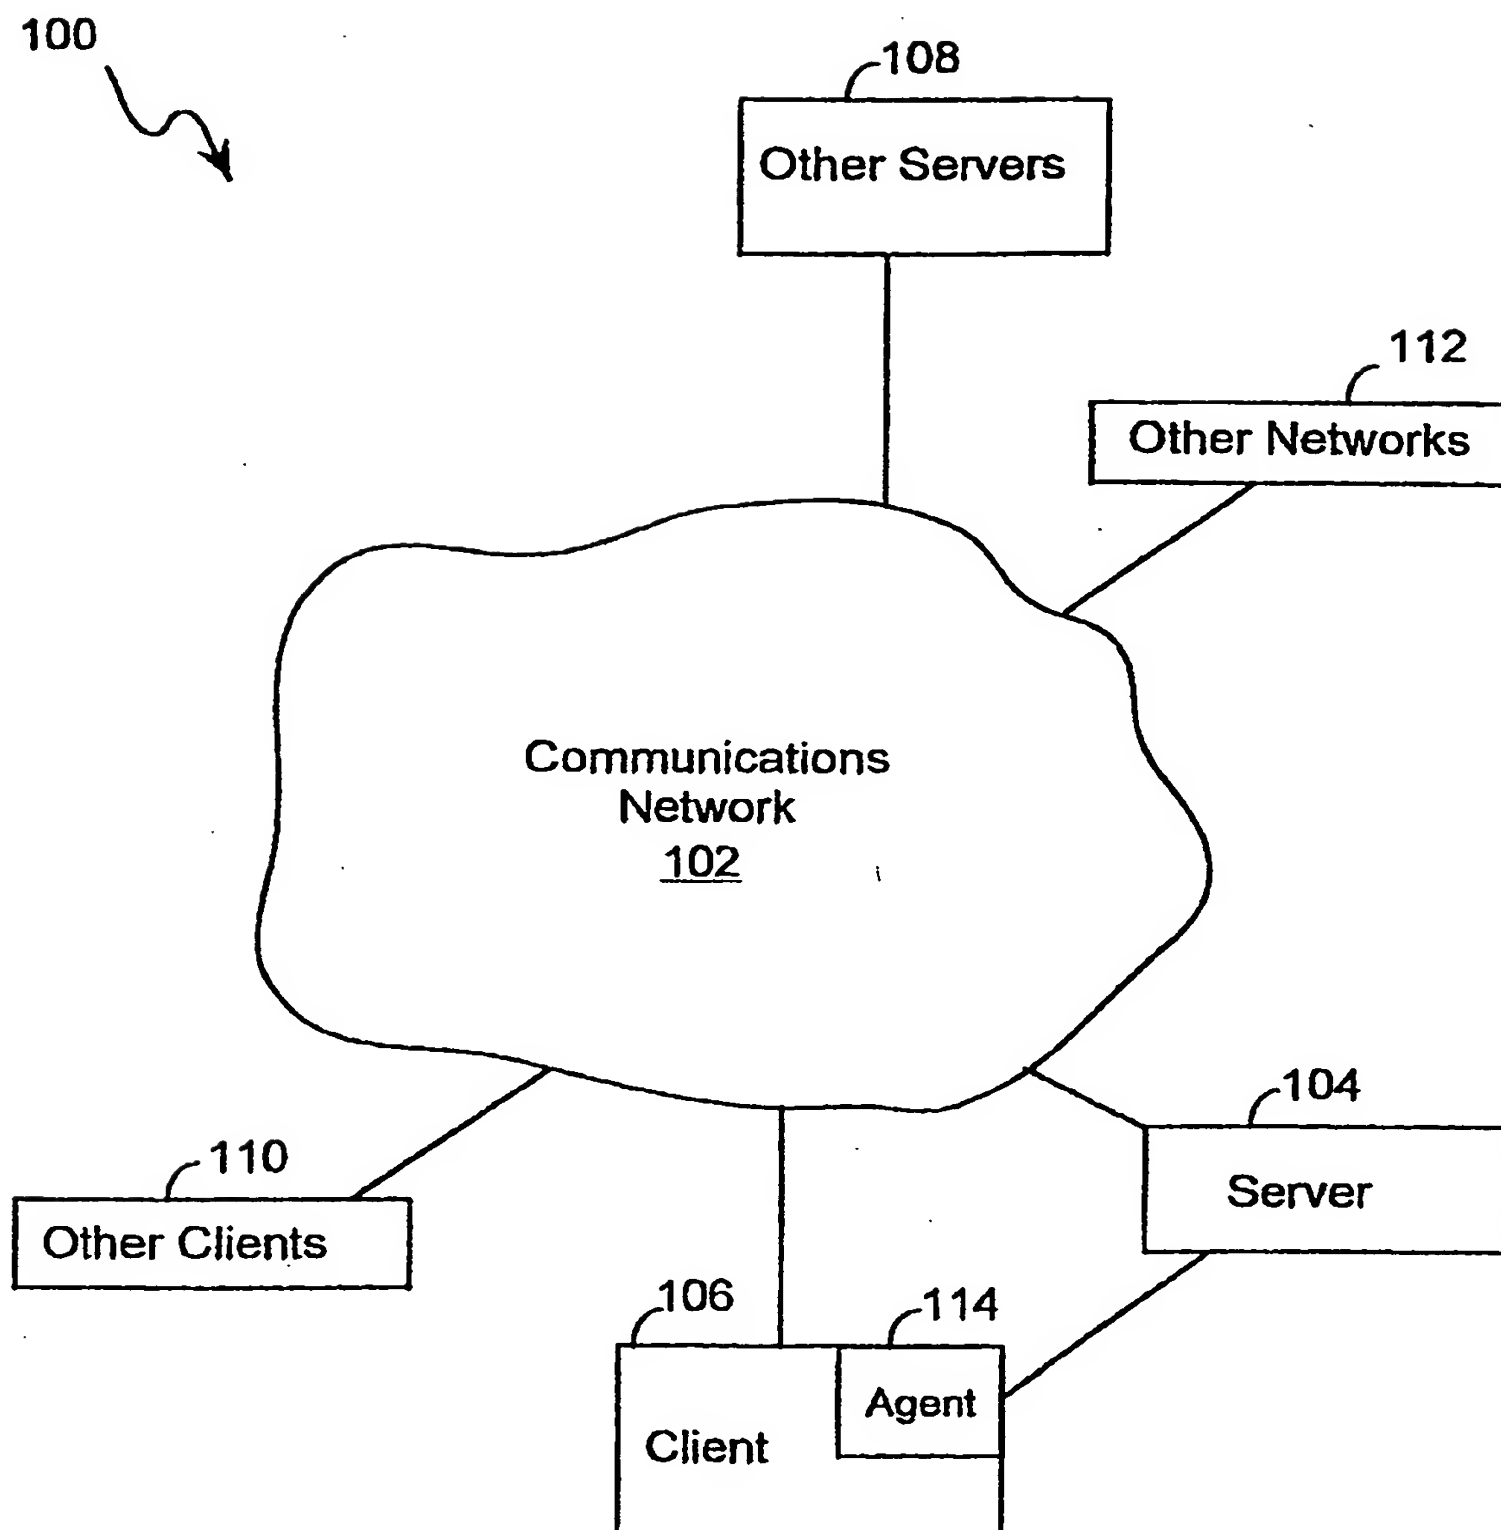 100
108
Other Servers
112
Other Networks
Communications
Network
102
104
Server
110
Other Clients
106
114
Agent
Client